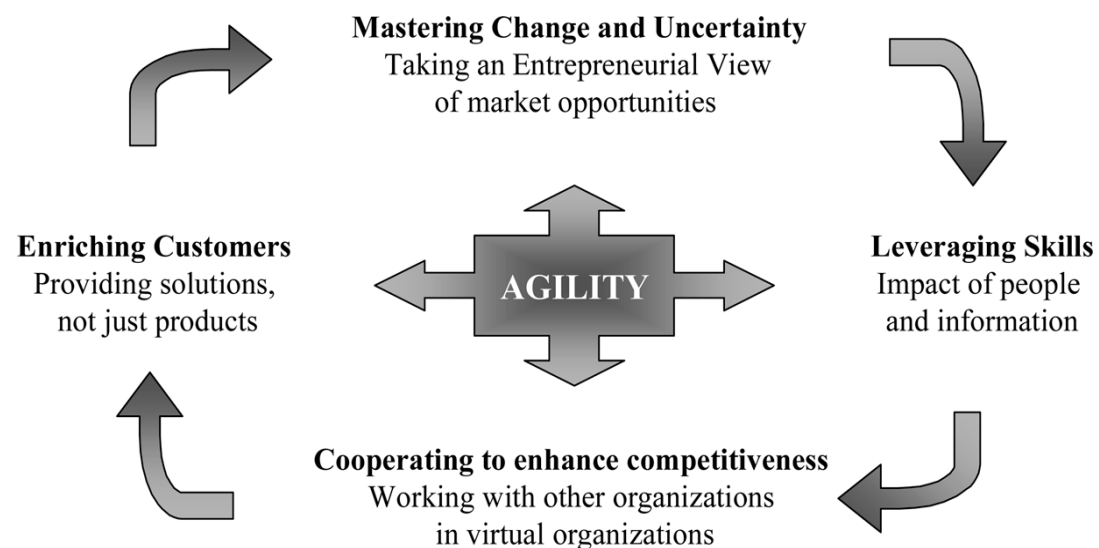 Mastering Change and Uncertainty
Taking an Entrepreneurial View
of market opportunities
Enriching Customers
Providing solutions,
not just products
AGILITY
Leveraging Skills
Impact of people
and information
Cooperating to enhance competitiveness
Working with other organizations
in virtual organizations